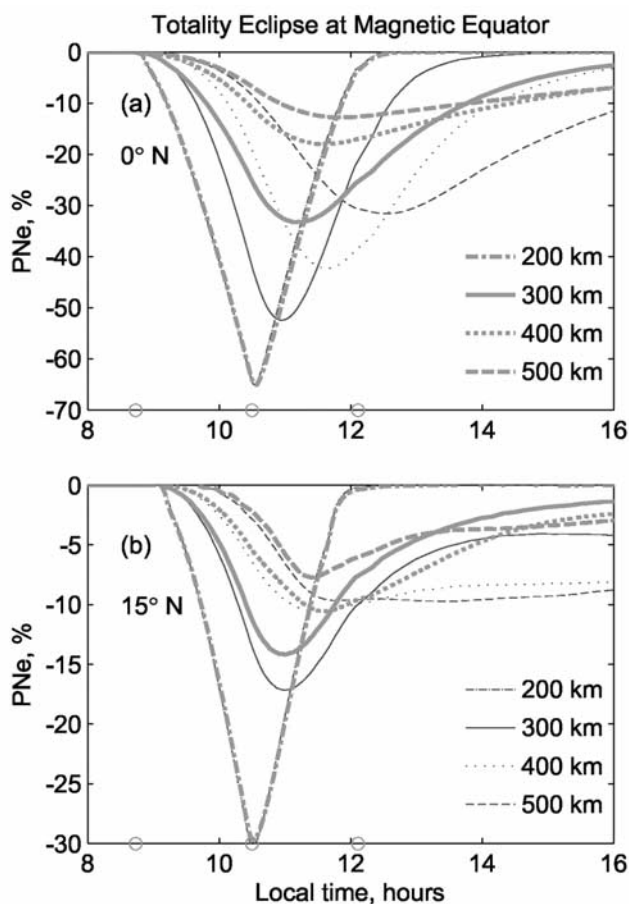 Totality Eclipse at Magnetic Equator
0
-10
-20
-30
-40
-50
-60
-70
PNe, %
(a)
0° N
200 km
300 km
400 km
500 km
8
10
12
14
16
0
-5
-10
-15
-20
-25
-30
PNe, %
(b)
15° N
200 km
300 km
400 km
500 km
8
10
12
14
16
Local time, hours